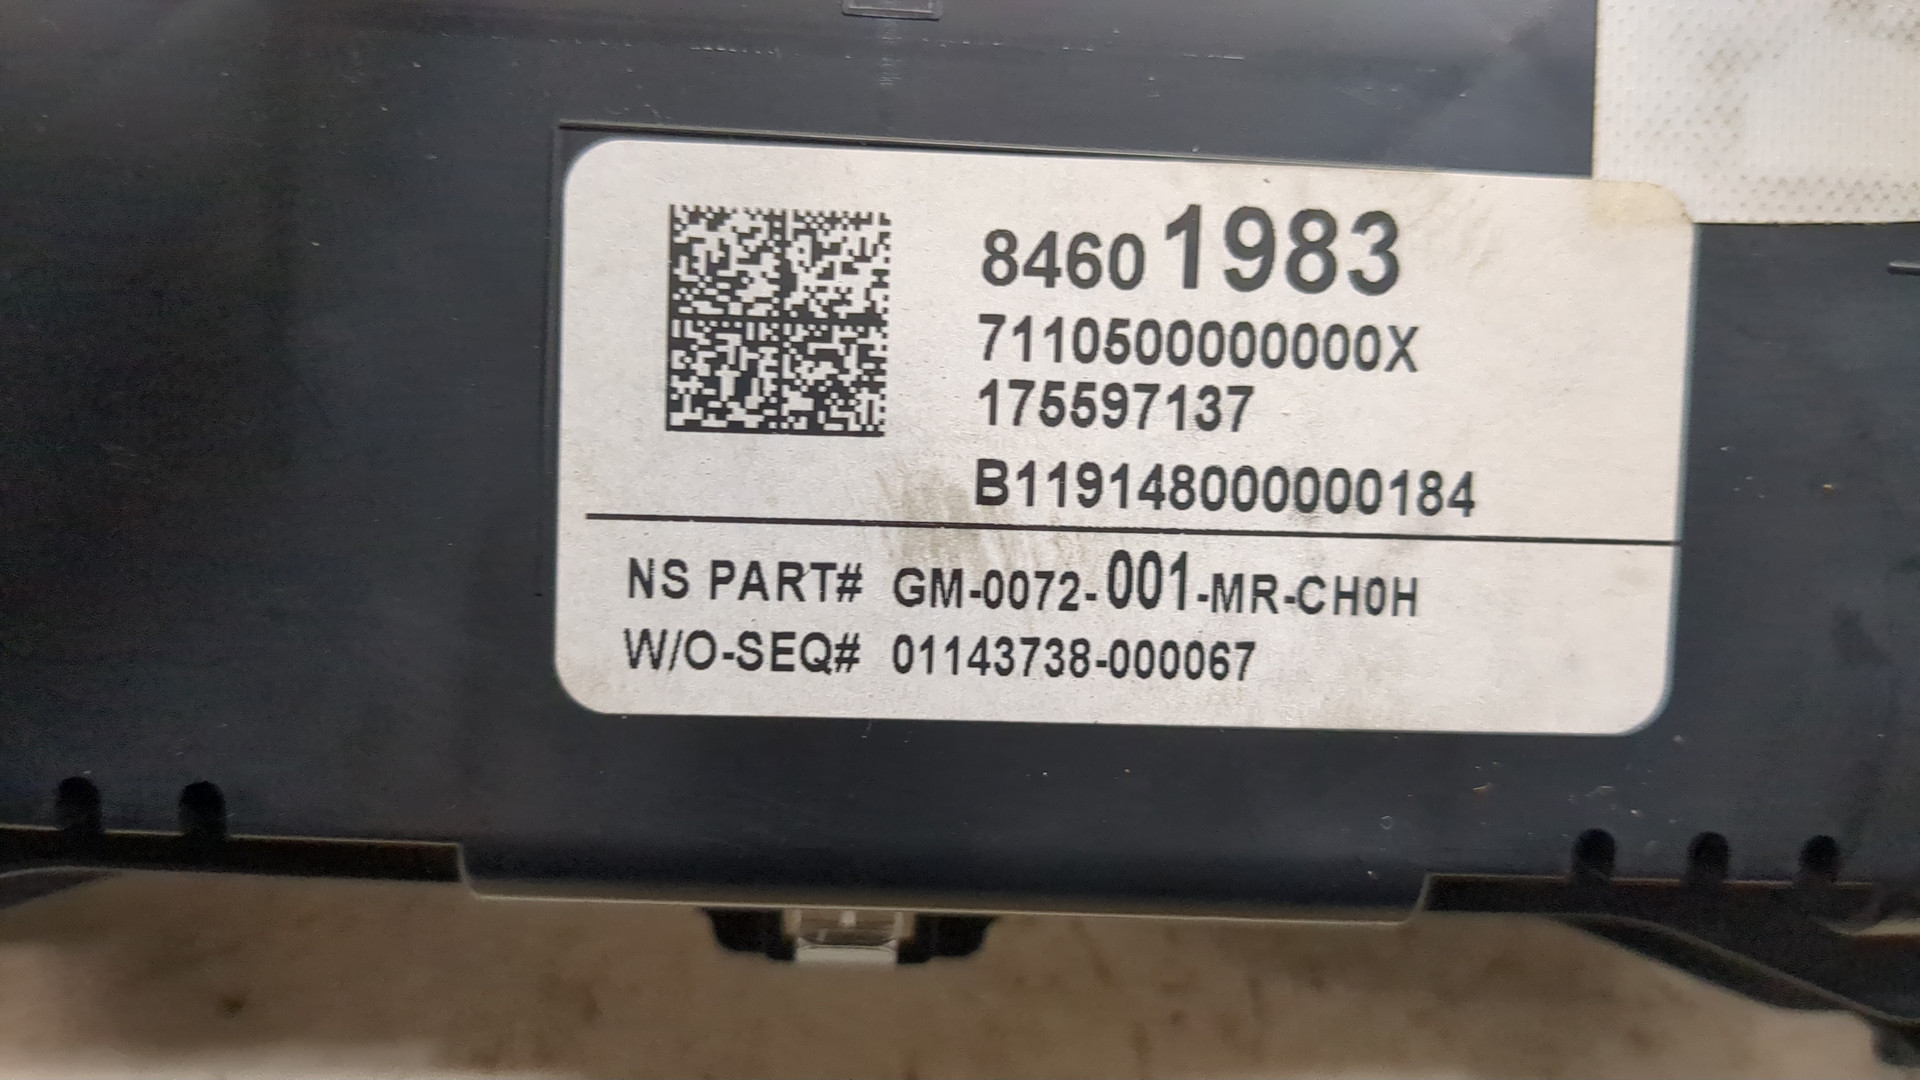 84601983
7110500000000X
175597137
B119148000000184
NS PART# GM-0072-001-MR-CH0H
W/O-SEQ# 01143738-000067